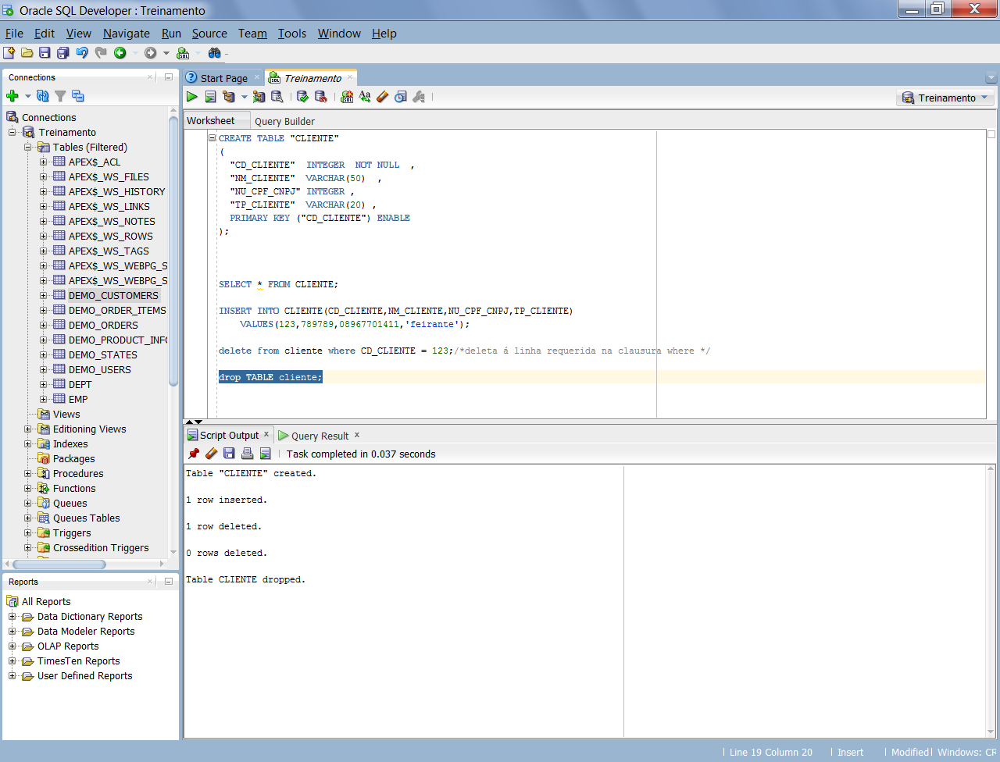 Oracle SQL Developer : Treinamento
File Edit View Navigate Run Source Team Tools Window Help
Connections
Connections
Treinamento
Tables (Filtered)
APEX$_ACL
APEX$_WS_FILES
APEX$_WS_HISTORY
APEX$_WS_LINKS
APEX$_WS_NOTES
APEX$_WS_ROWS
APEX$_WS_TAGS
APEX$_WS_WEBPG_S
APEX$_WS_WEBPG_S
DEMO_CUSTOMERS
DEMO_ORDER_ITEMS
DEMO_ORDERS
DEMO_PRODUCT_INFO
DEMO_STATES
DEMO_USERS
DEPT
EMP
Views
Editioning Views
Indexes
Packages
Procedures
Functions
Queues
Queues Tables
Triggers
Crossedition Triggers
Reports
All Reports
Data Dictionary Reports
Data Modeler Reports
OLAP Reports
TimesTen Reports
User Defined Reports
Start Page Treinamento
Treinamento
Worksheet Query Builder
CREATE TABLE "CLIENTE"
(
"CD_CLIENTE" INTEGER NOT NULL ,
"NM_CLIENTE" VARCHAR(50) ,
"NU_CPF_CNPJ" INTEGER ,
"TP_CLIENTE" VARCHAR(20) ,
PRIMARY KEY ("CD_CLIENTE") ENABLE
);
SELECT * FROM CLIENTE;
INSERT INTO CLIENTE(CD_CLIENTE,NM_CLIENTE,NU_CPF_CNPJ,TP_CLIENTE)
VALUES(123,789789,08967701411,'feirante');
delete from cliente where CD_CLIENTE = 123;/*deleta á linha requerida na clausura where */
drop TABLE cliente;
Script Output Query Result
Task completed in 0.037 seconds
Table "CLIENTE" created.
1 row inserted.
1 row deleted.
0 rows deleted.
Table CLIENTE dropped.
Line 19 Column 20 Insert Modified Windows: CR